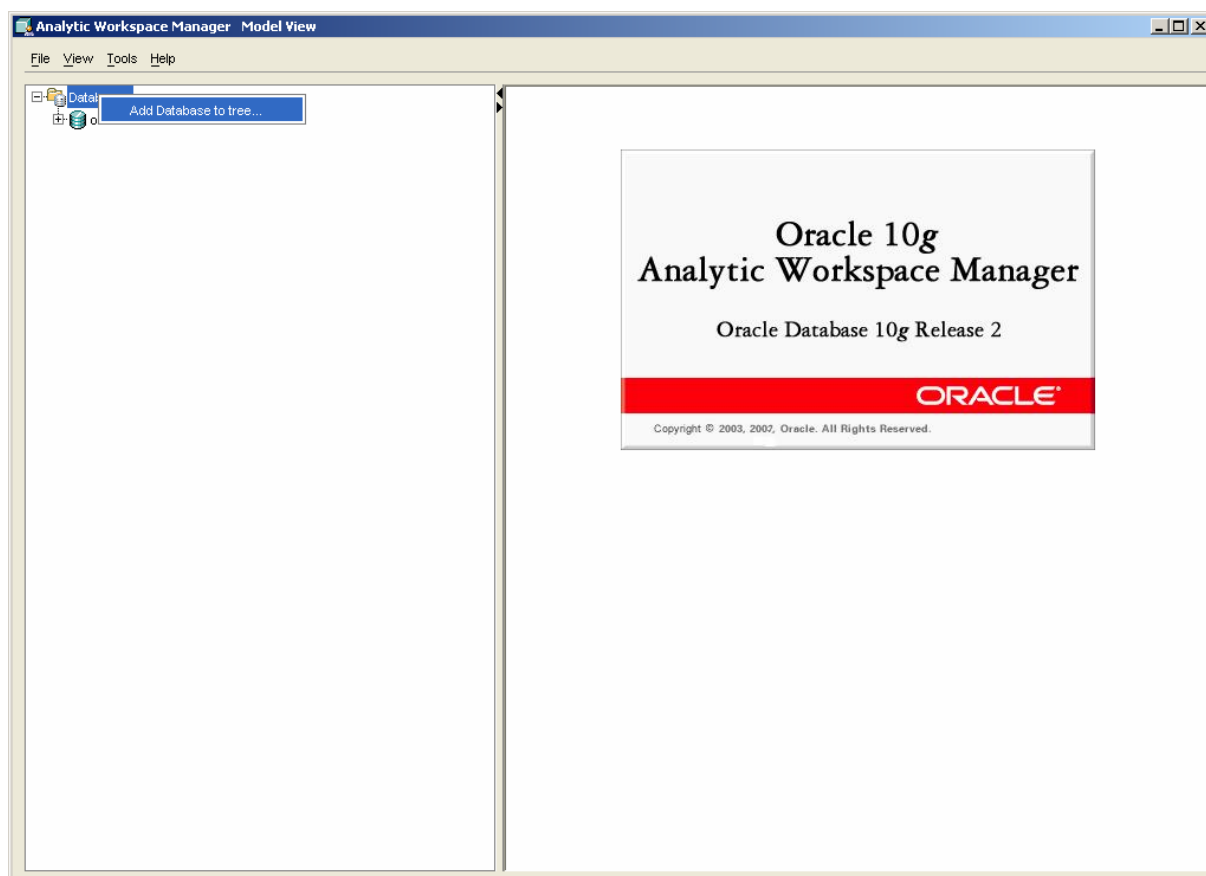 Analytic Workspace Manager Model View
File View Tools Help
Add Database to tree...
Oracle 10g
Analytic Workspace Manager
Oracle Database 10g Release 2
ORACLE
Copyright © 2003, 2007, Oracle. All Rights Reserved.